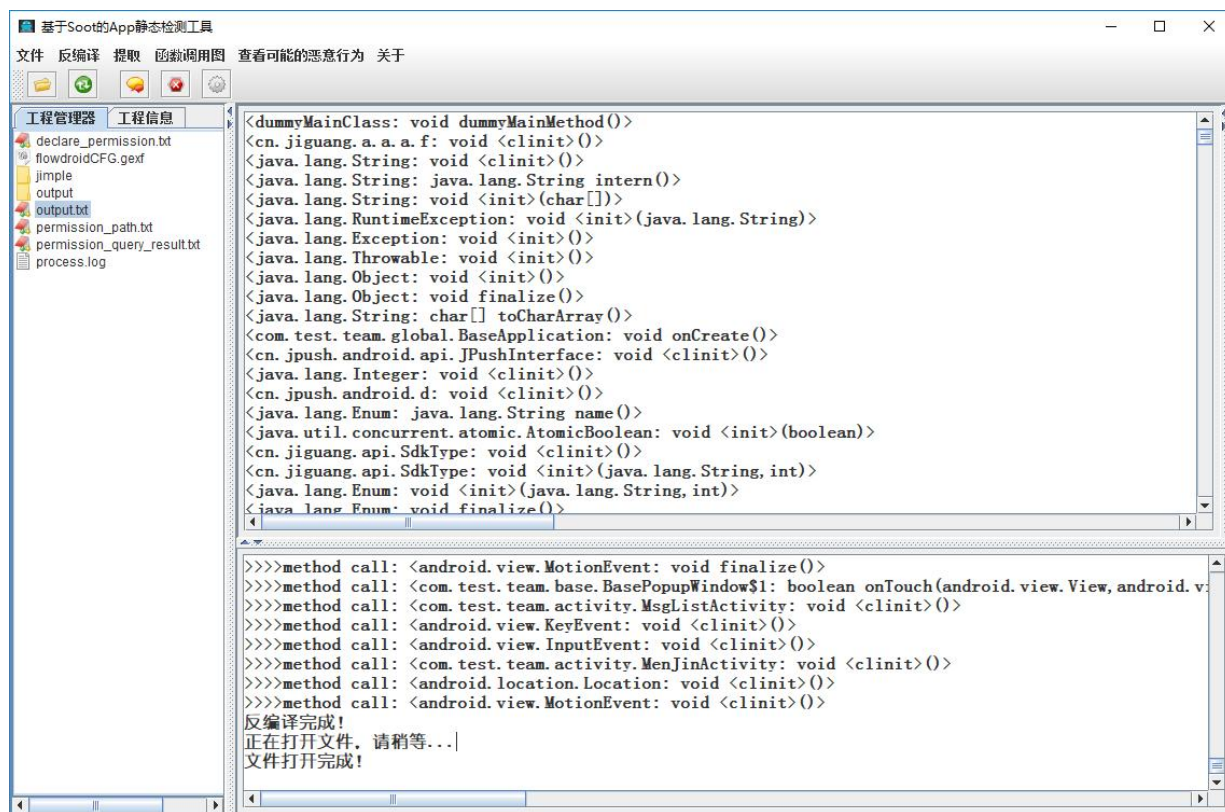 基于Soot的App静态检测工具
文件 反编译 提取 函数调用图 查看可能的恶意行为 关于
工程管理器 工程信息
declare_permission.txt
flowdroidCFG.gexf
jimple
output
output.txt
permission_path.txt
permission_query_result.txt
process.log
<dummyMainClass: void dummyMainMethod()>
<cn.jiguang.a.a.a.f: void <clinit>()>
<java.lang.String: void <clinit>()>
<java.lang.String: java.lang.String intern()>
<java.lang.String: void <init>(char[])>
<java.lang.RuntimeException: void <init>(java.lang.String)>
<java.lang.Exception: void <init>()>
<java.lang.Throwable: void <init>()>
<java.lang.Object: void <init>()>
<java.lang.Object: void finalize()>
<java.lang.String: char[] toCharArray()>
<com.test.team.global.BaseApplication: void onCreate()>
<cn.jpush.android.api.JPushInterface: void <clinit>()>
<java.lang.Integer: void <clinit>()>
<cn.jpush.android.d: void <clinit>()>
<java.lang.Enum: java.lang.String name()>
<java.util.concurrent.atomic.AtomicBoolean: void <init>(boolean)>
<cn.jiguang.api.SdkType: void <clinit>()>
<cn.jiguang.api.SdkType: void <init>(java.lang.String,int)>
<java.lang.Enum: void <init>(java.lang.String,int)>
<java.lang.Enum: void finalize()>
>>>>method call: <android.view.MotionEvent: void finalize()>
>>>>method call: <com.test.team.base.BasePopupWindow$1: boolean onTouch(android.view.View,android.vi
>>>>method call: <com.test.team.activity.MsgListActivity: void <clinit>()>
>>>>method call: <android.view.KeyEvent: void <clinit>()>
>>>>method call: <android.view.InputEvent: void <clinit>()>
>>>>method call: <com.test.team.activity.MenJinActivity: void <clinit>()>
>>>>method call: <android.location.Location: void <clinit>()>
>>>>method call: <android.view.MotionEvent: void <clinit>()>
反编译完成!
正在打开文件，请稍等...
文件打开完成!